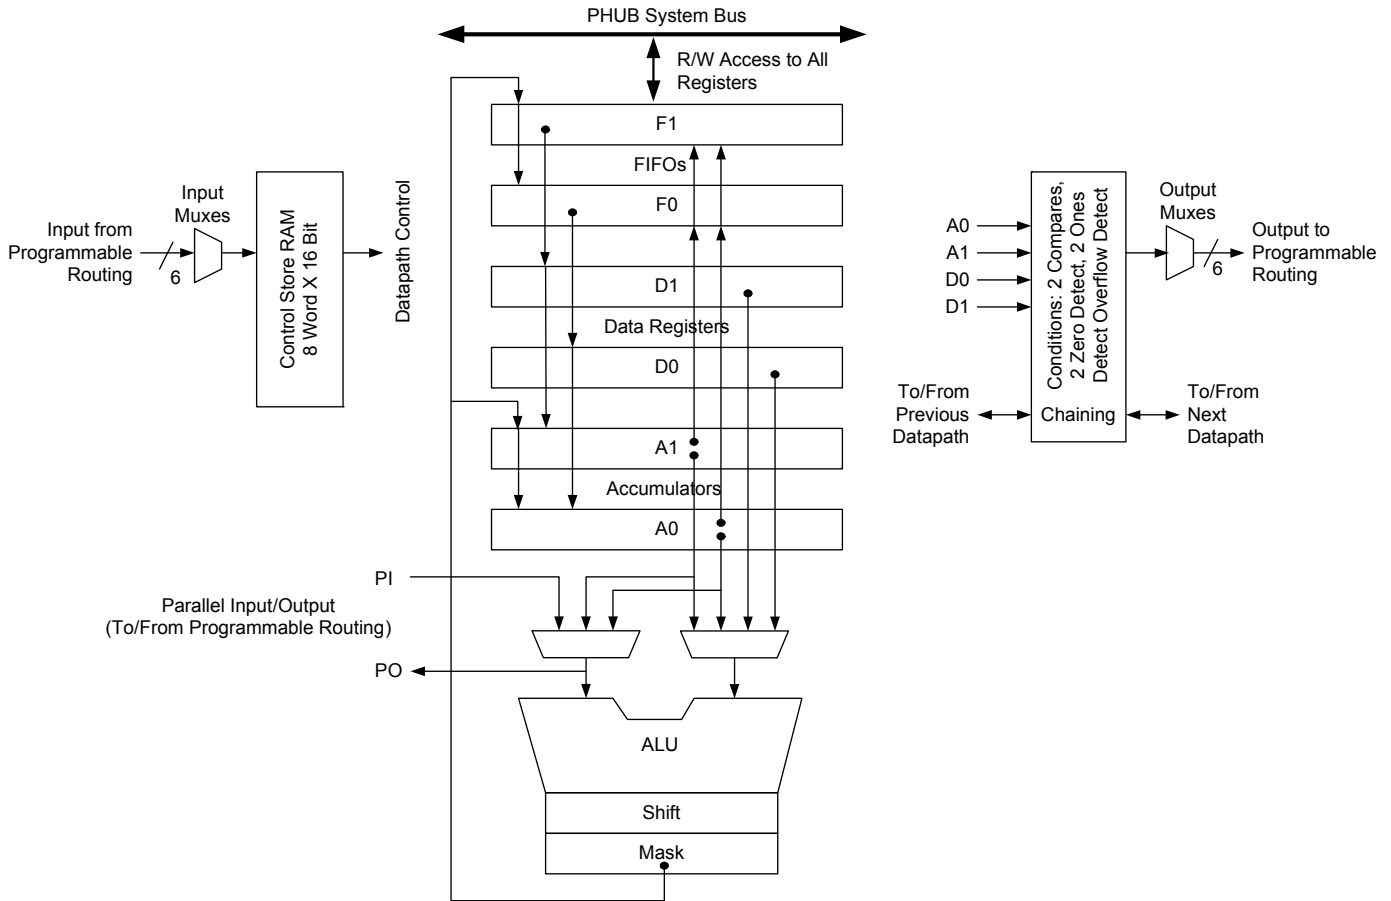 PHUB System Bus
R/W Access to All
Registers
F1
FIFOs
F0
D1
Data Registers
D0
A1
Accumulators
A0
Input from
Programmable
Routing
6
Input
Muxes
Control Store RAM
8 Word X 16 Bit
Datapath Control
A0
A1
D0
D1
Conditions: 2 Compares,
2 Zero Detect, 2 Ones
Detect Overflow Detect
Chaining
Output
Muxes
6
Output to
Programmable
Routing
To/From
Previous
Datapath
To/From
Next
Datapath
PI
Parallel Input/Output
(To/From Programmable Routing)
PO
ALU
Shift
Mask